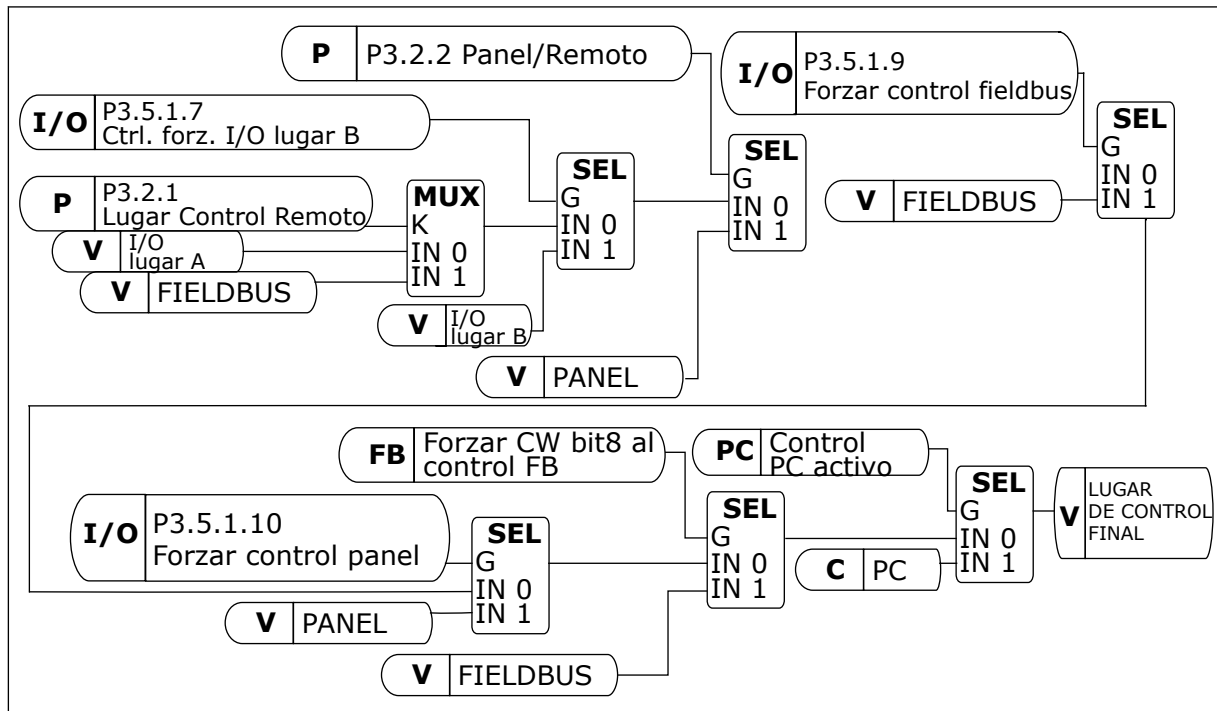 P P3.2.2 Panel/Remoto
I/O P3.5.1.9
Forzar control fieldbus
I/O P3.5.1.7
Ctrl. forz. I/O lugar B
P P3.2.1
Lugar Control Remoto
V I/O
lugar A
V FIELDBUS
MUX
K
IN 0
IN 1
V I/O
lugar B
SEL
G
IN 0
IN 1
V PANEL
SEL
G
IN 0
IN 1
V FIELDBUS
SEL
G
IN 0
IN 1
FB Forzar CW bit8 al
control FB
PC Control
PC activo
I/O P3.5.1.10
Forzar control panel
V PANEL
SEL
G
IN 0
IN 1
V FIELDBUS
SEL
G
IN 0
IN 1
C PC
SEL
G
IN 0
IN 1
V LUGAR
DE CONTROL
FINAL